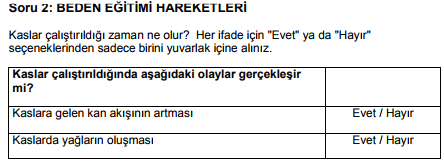 Soru 2: BEDEN EĞİTİMİ HAREKETLERİ
Kaslar çalıştırıldığı zaman ne olur? Her ifade için "Evet" ya da "Hayır"
seçeneklerinden sadece birini yuvarlak içine alınız.
Kaslar çalıştırıldığında aşağıdaki olaylar gerçekleşir
mi?
Kaslara gelen kan akışının artması Evet / Hayır
Kaslarda yağların oluşması Evet / Hayır